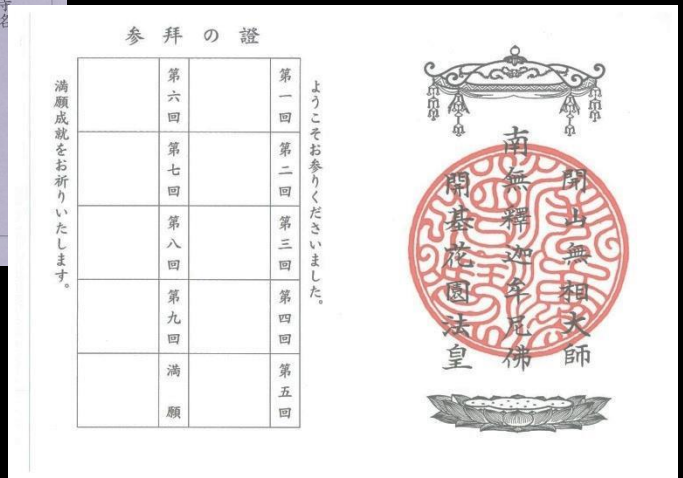 開山無相大師
南無釋迦牟尼佛
開基花園法皇
参拝の證
ようこそお参りくださいました。
第一回
第二回
第三回
第四回
第五回
第六回
第七回
第八回
第九回
満願
満願成就をお祈りいたします。